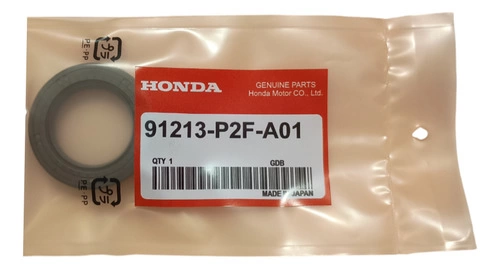 PE·PP
プラ
HONDA
GENUINE PARTS
Honda Motor CO., Ltd.
91213-P2F-A01
QTY 1
GDB
MADE JAPAN
PE·PP
プラ